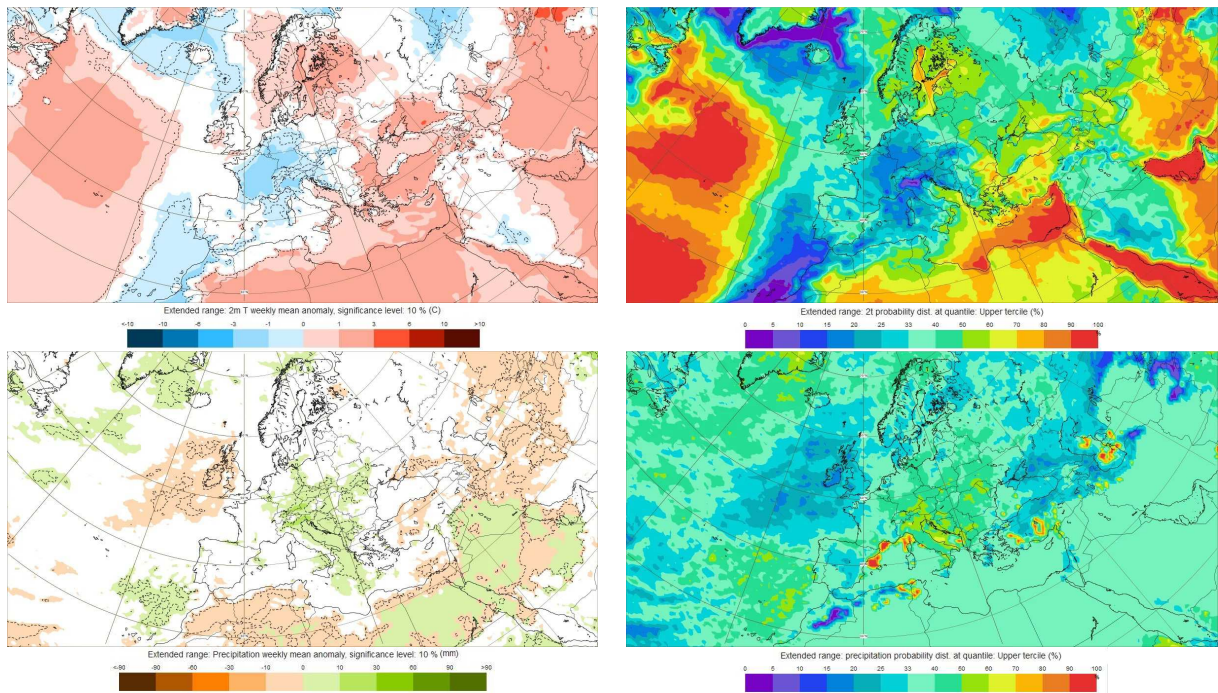 Extended range: 2m T weekly mean anomaly, significance level: 10 % (C)
<-10 -10 -6 -3 -1 0 1 3 6 10 >10
Extended range: 2t probability dist. at quantile: Upper tercile (%)
%
0 5 10 20 25 33 40 50 60 70 80 90 100
Extended range: Precipitation weekly mean anomaly, significance level: 10 % (mm)
<-90 -90 -60 -30 -10 0 10 30 60 90 >90
Extended range: precipitation probability dist. at quantile: Upper tercile (%)
%
0 5 10 20 25 33 40 50 60 70 80 90 100